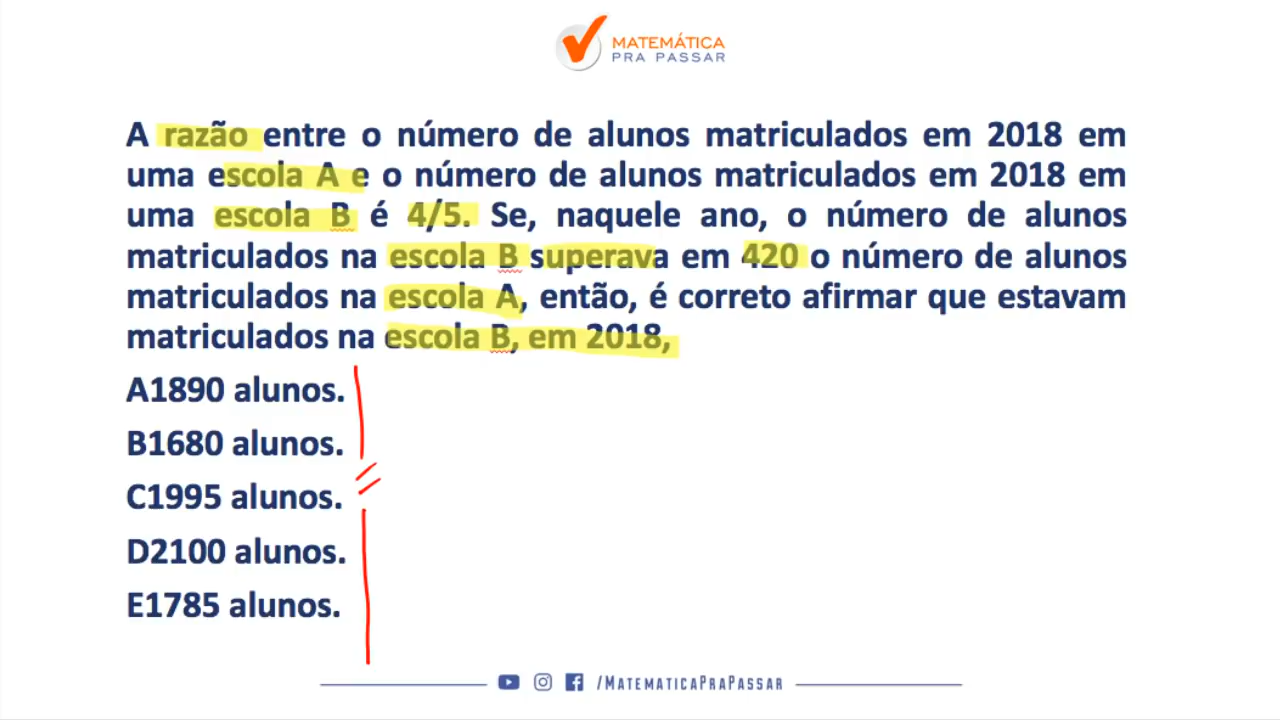 MATEMÁTICA
PRA PASSAR
A razão entre o número de alunos matriculados em 2018 em
uma escola A e o número de alunos matriculados em 2018 em
uma escola B é 4/5. Se, naquele ano, o número de alunos
matriculados na escola B superava em 420 o número de alunos
matriculados na escola A, então, é correto afirmar que estavam
matriculados na escola B, em 2018,
A1890 alunos.
B1680 alunos.
C1995 alunos.
D2100 alunos.
E1785 alunos.
/MATEMATICAPRAPASSAR